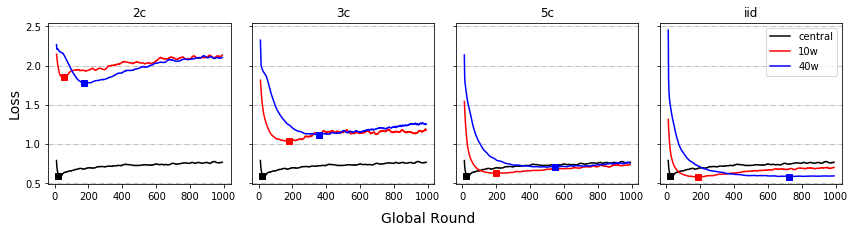 2c 3c 5c iid
Loss
2.5
2.0
1.5
1.0
0.5
central
10w
40w
0 200 400 600 800 1000 0 200 400 600 800 1000 0 200 400 600 800 1000 0 200 400 600 800 1000
Global Round